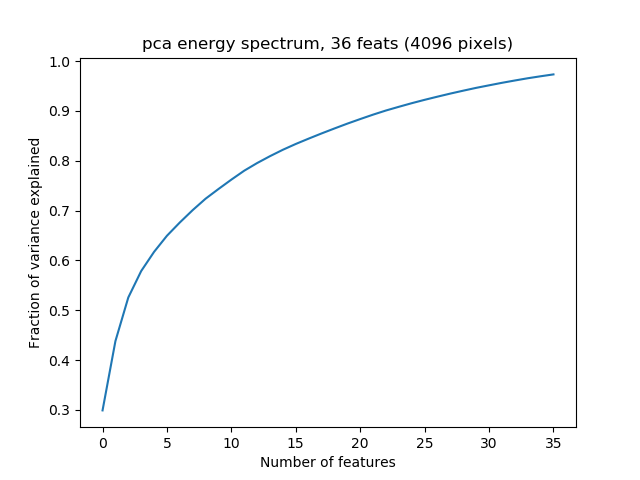 pca energy spectrum, 36 feats (4096 pixels)
1.0
0.9
0.8
0.7
0.6
0.5
0.4
0.3
Fraction of variance explained
0 5 10 15 20 25 30 35
Number of features